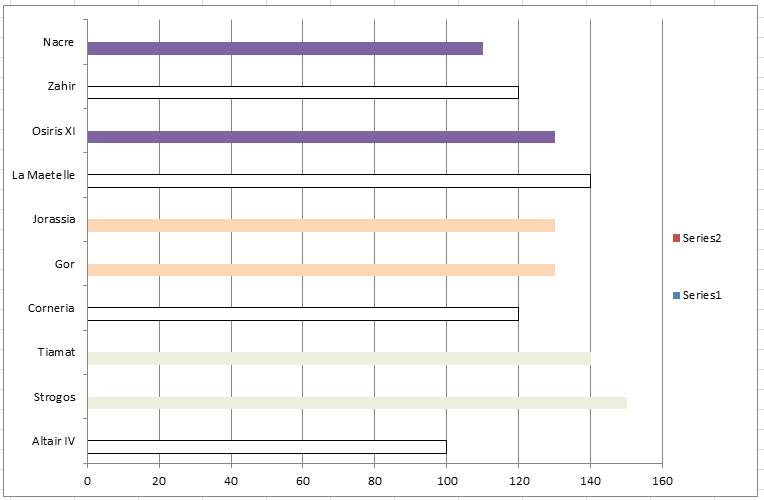 Nacre
Zahir
Osiris XI
La Maetelle
Jorassia
Gor
Corneria
Tiamat
Strogos
Altair IV
0 20 40 60 80 100 120 140 160
Series2
Series1